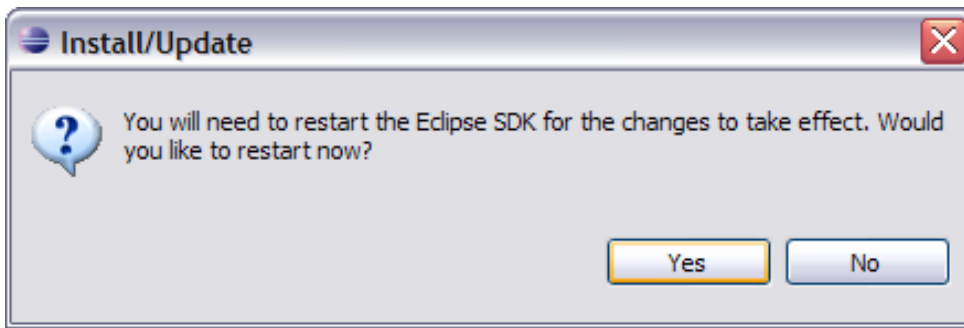 Install/Update
You will need to restart the Eclipse SDK for the changes to take effect. Would
you like to restart now?
Yes No